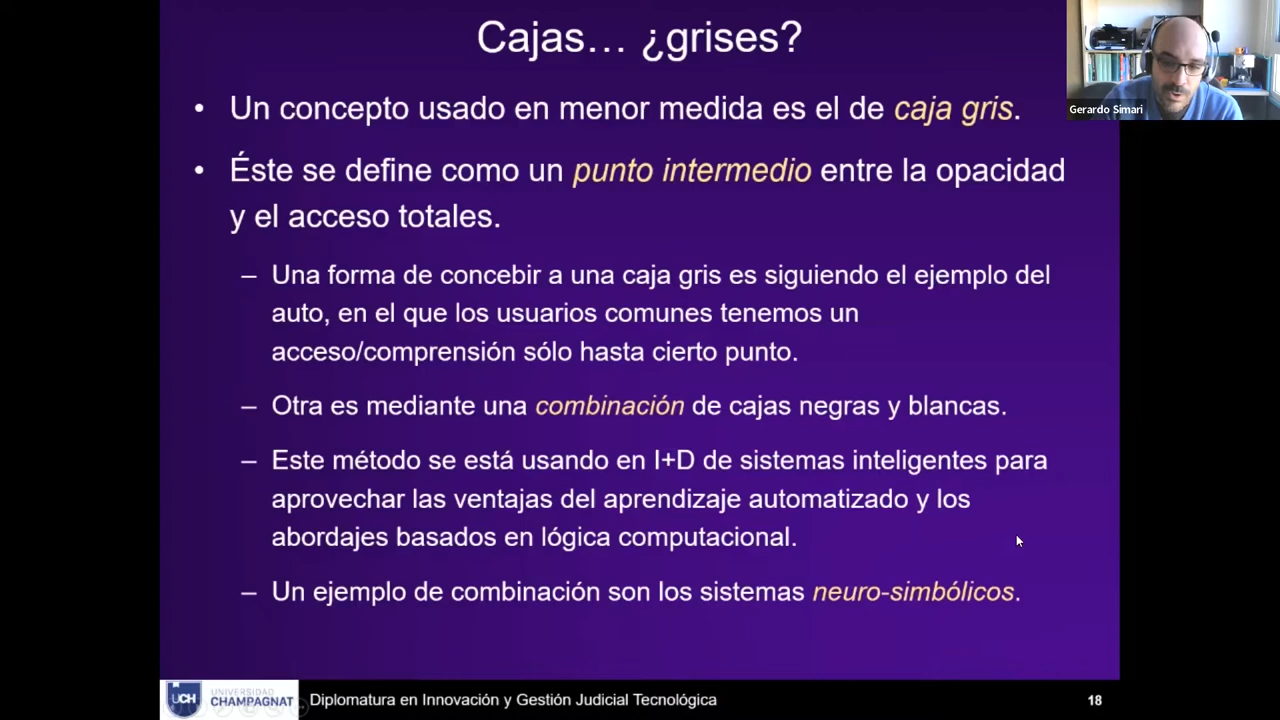 Cajas… ¿grises?
Gerardo Simari
• Un concepto usado en menor medida es el de caja gris.
• Éste se define como un punto intermedio entre la opacidad
y el acceso totales.
– Una forma de concebir a una caja gris es siguiendo el ejemplo del
auto, en el que los usuarios comunes tenemos un
acceso/comprensión sólo hasta cierto punto.
– Otra es mediante una combinación de cajas negras y blancas.
– Este método se está usando en I+D de sistemas inteligentes para
aprovechar las ventajas del aprendizaje automatizado y los
abordajes basados en lógica computacional.
– Un ejemplo de combinación son los sistemas neuro-simbólicos.
UCH
UNIVERSIDAD
CHAMPAGNAT
Diplomatura en Innovación y Gestión Judicial Tecnológica
18